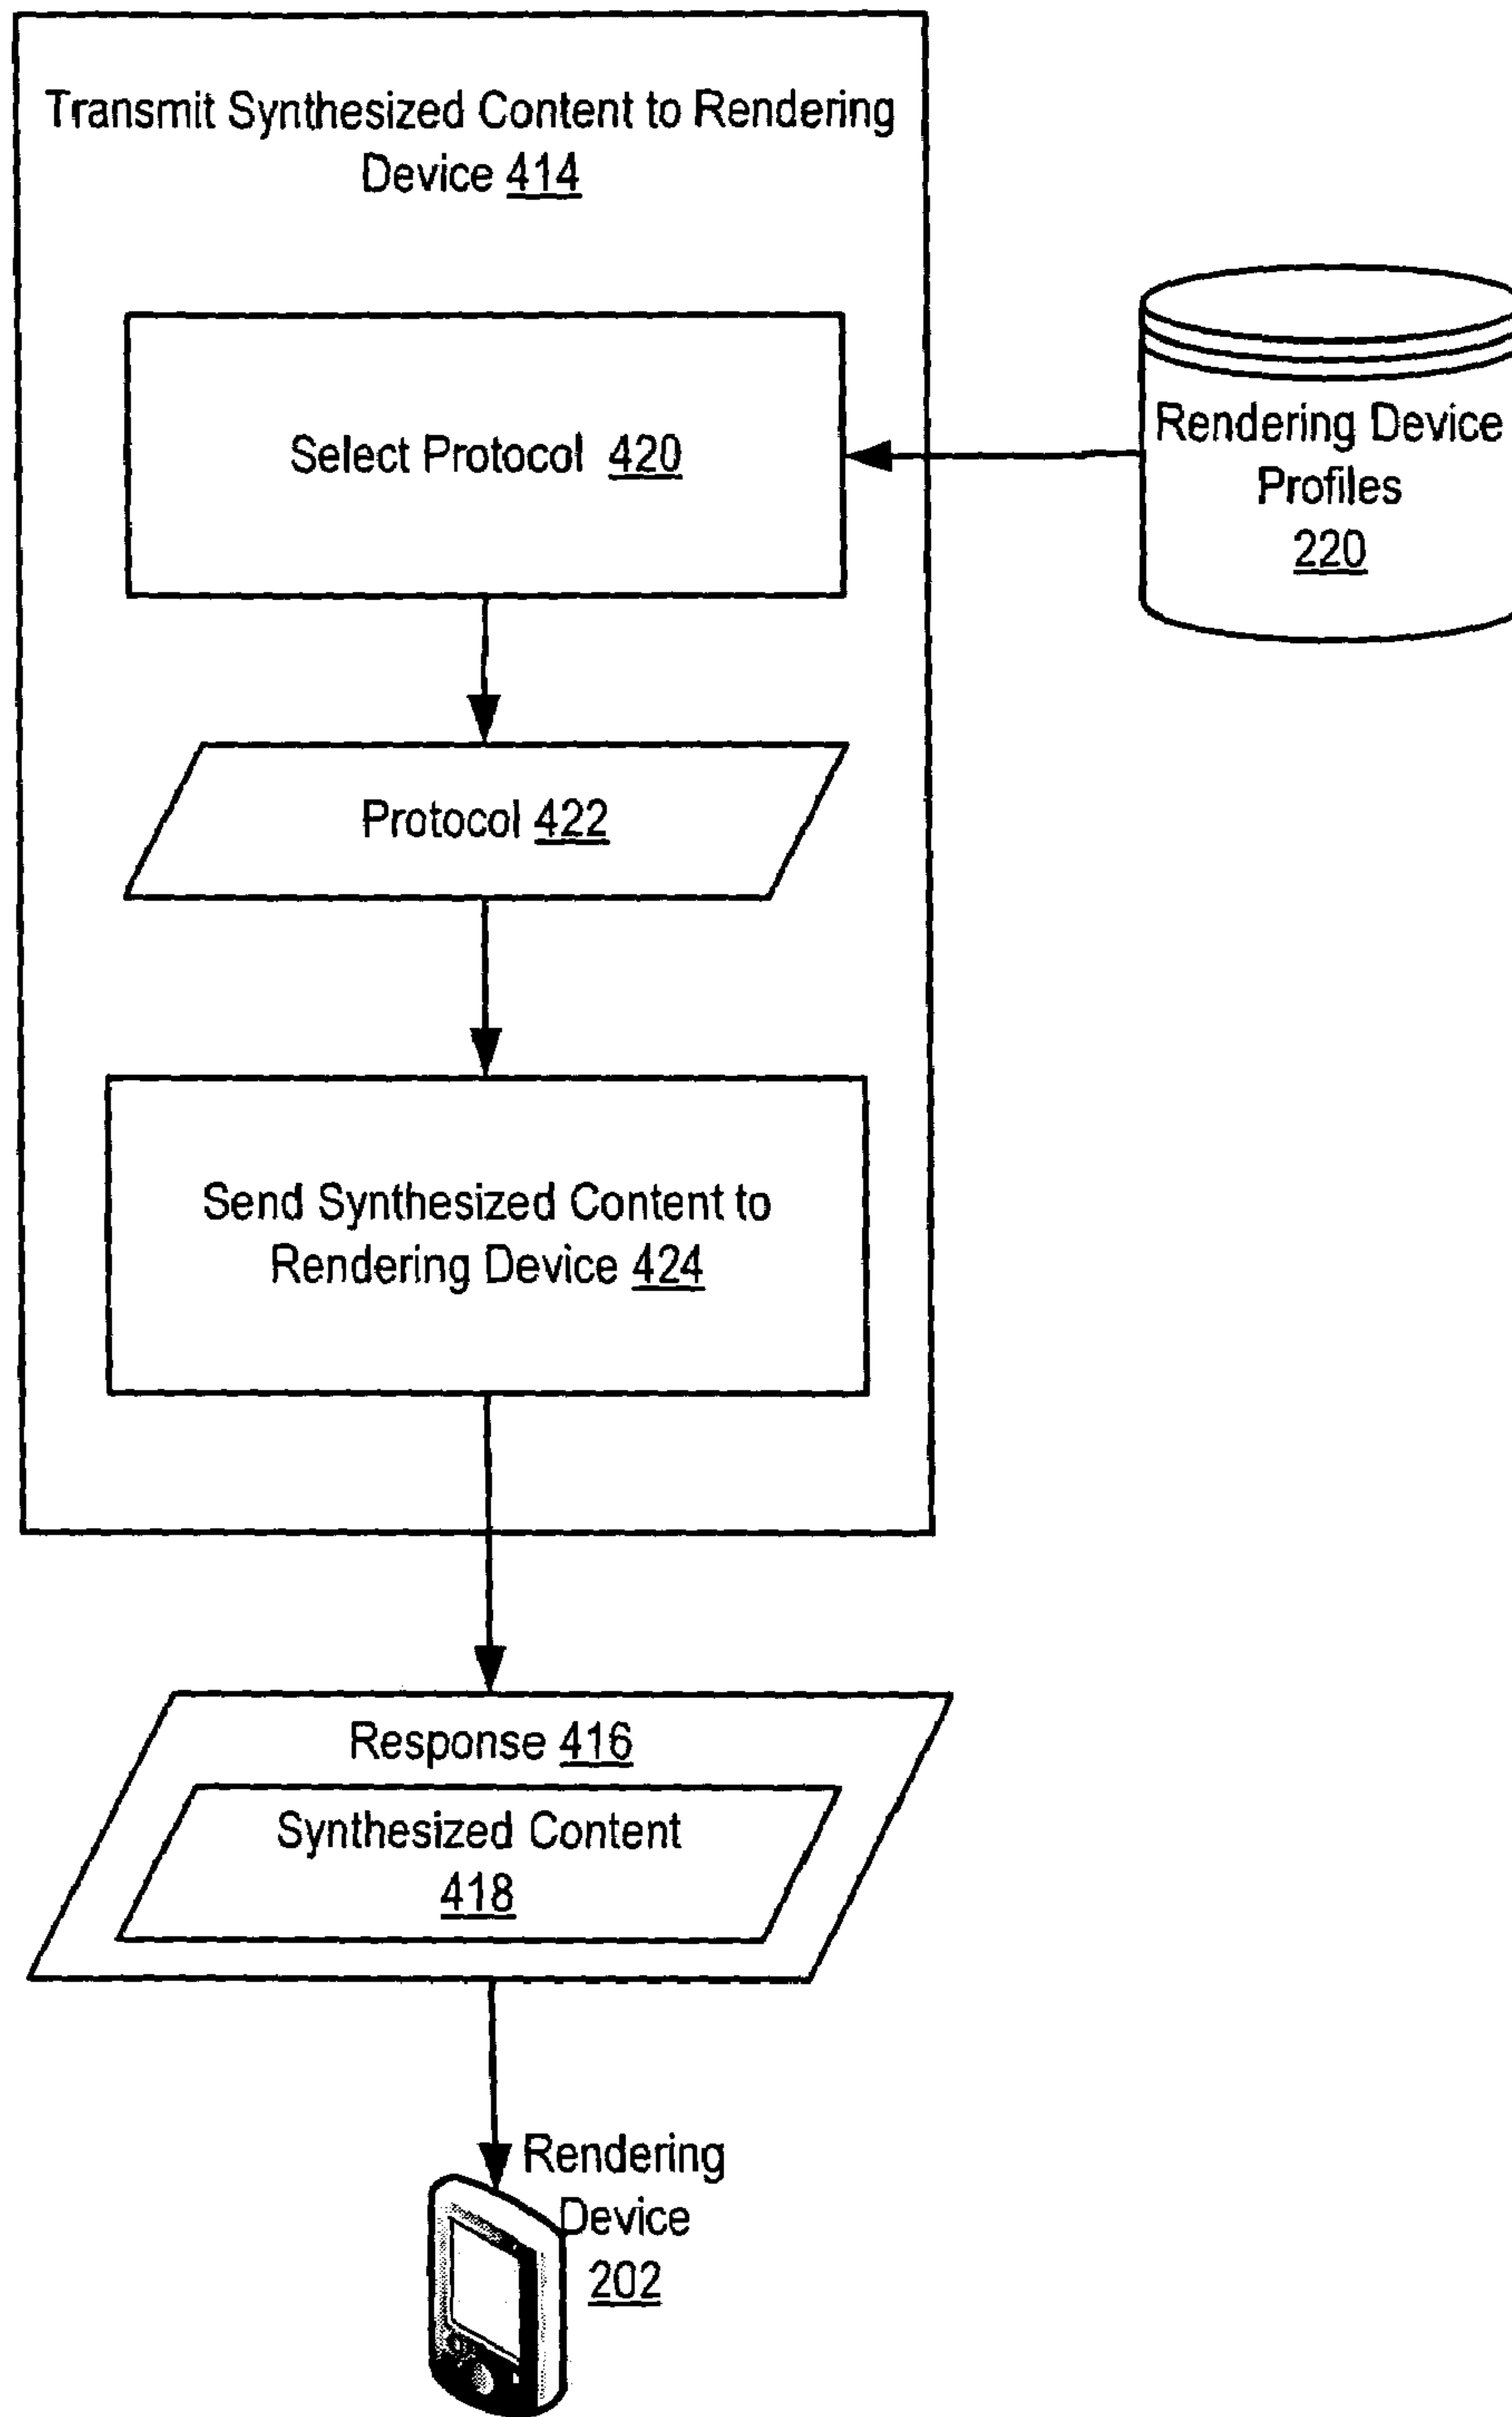 Transmit Synthesized Content to Rendering
Device 414
Select Protocol 420
Rendering Device
Profiles
220
Protocol 422
Send Synthesized Content to
Rendering Device 424
Response 416
Synthesized Content
418
Rendering
Device
202